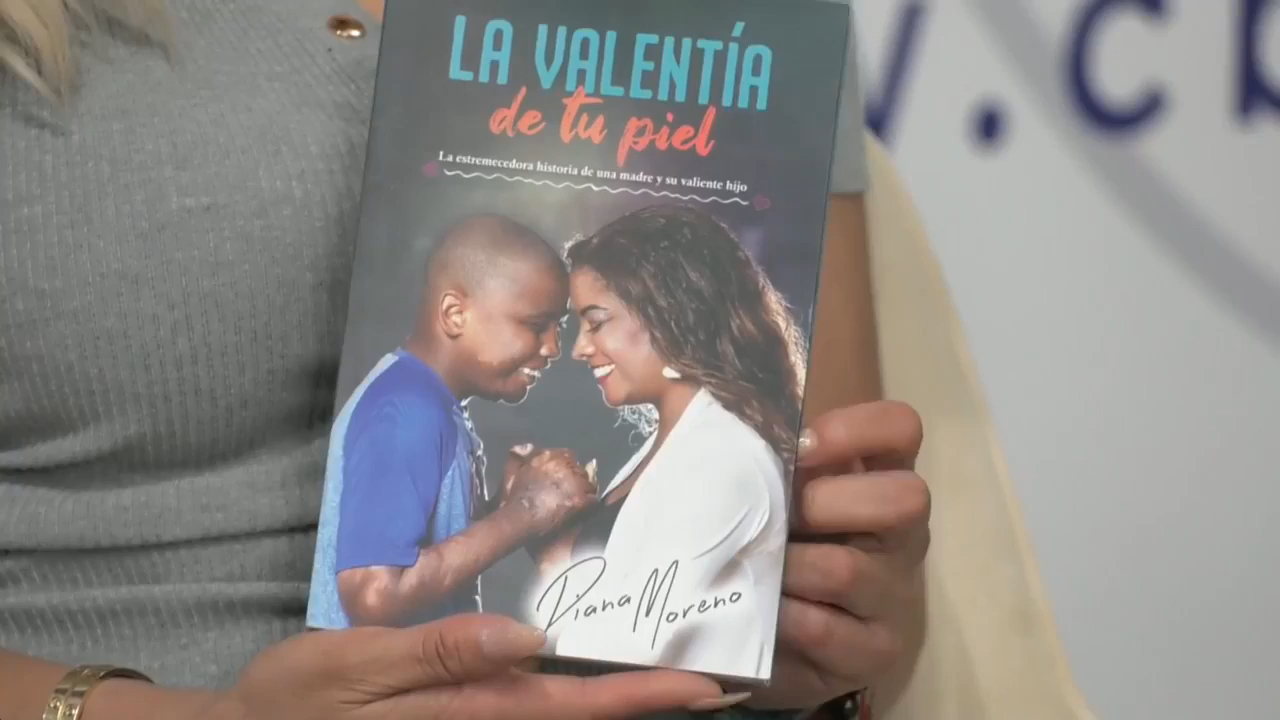 LA VALENTÍA
de tu piel
La estremecedora historia de una madre y su valiente hijo
Diana Moreno
.c